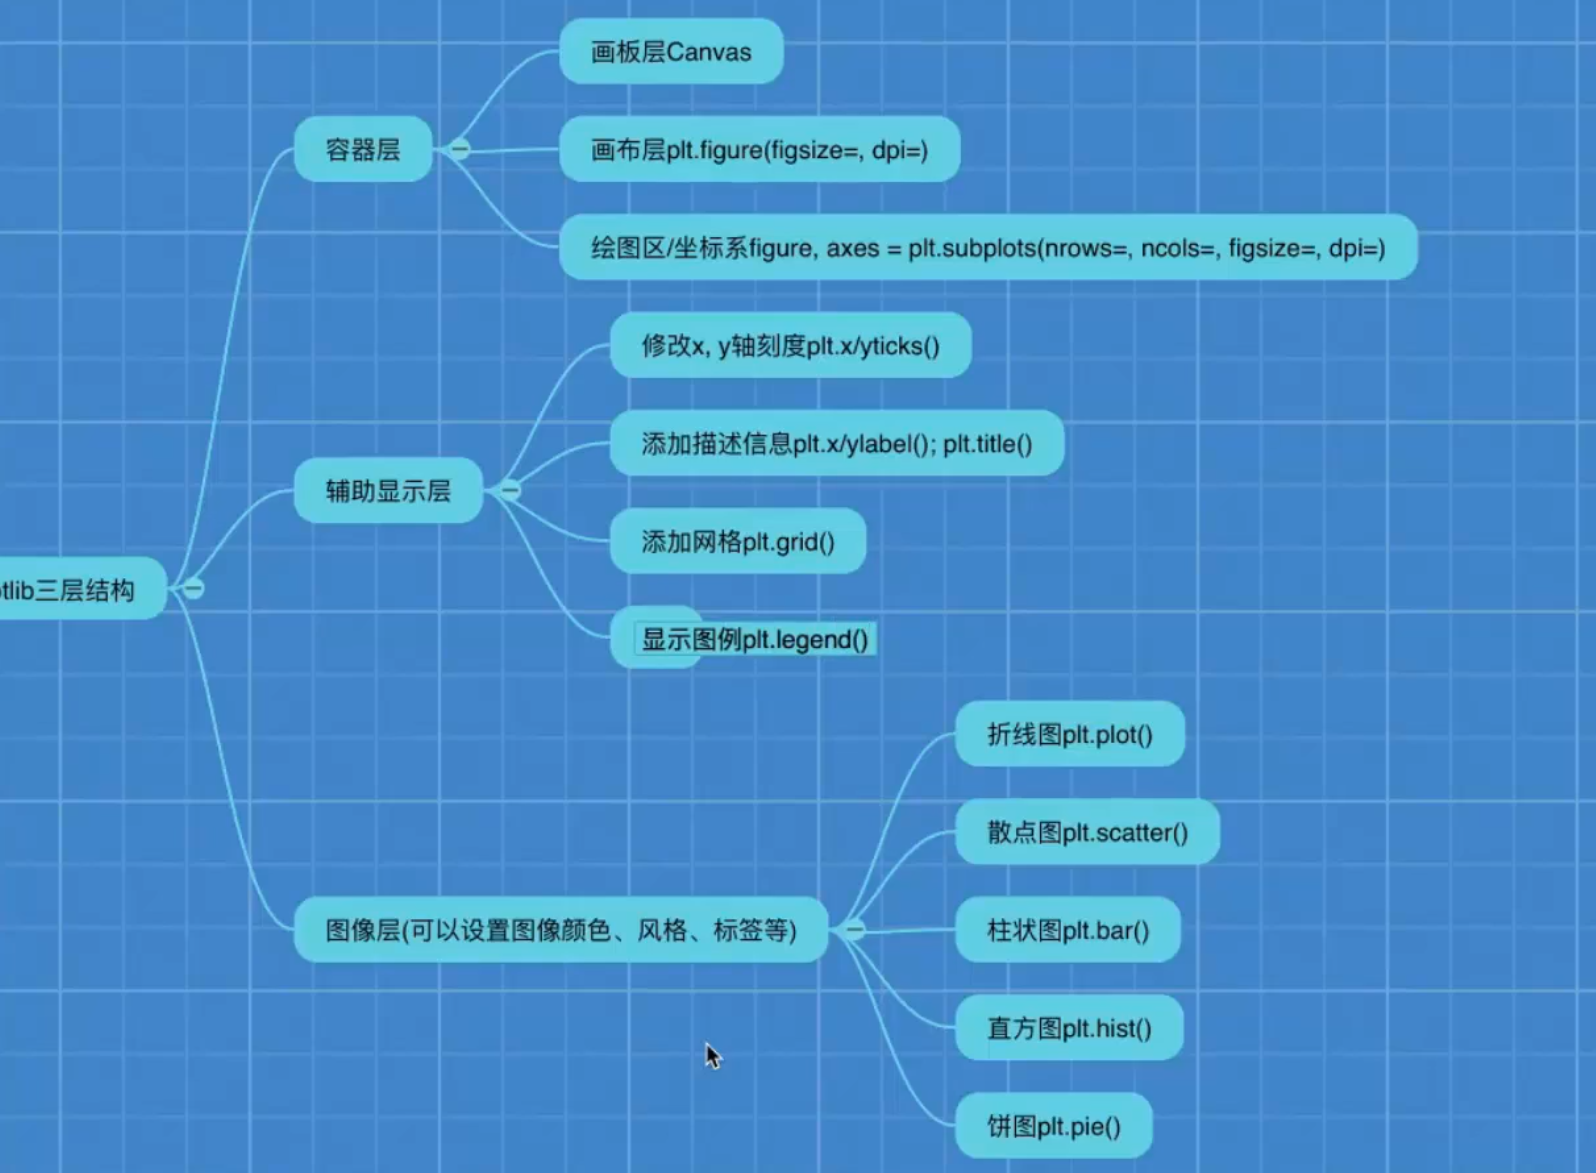 画板层Canvas
容器层
画布层plt.figure(figsize=, dpi=)
绘图区/坐标系figure, axes = plt.subplots(nrows=, ncols=, figsize=, dpi=)
修改x, y轴刻度plt.x/yticks()
添加描述信息plt.x/ylabel(); plt.title()
辅助显示层
添加网格plt.grid()
tlib三层结构
显示图例plt.legend()
折线图plt.plot()
散点图plt.scatter()
图像层(可以设置图像颜色、风格、标签等)
柱状图plt.bar()
直方图plt.hist()
饼图plt.pie()